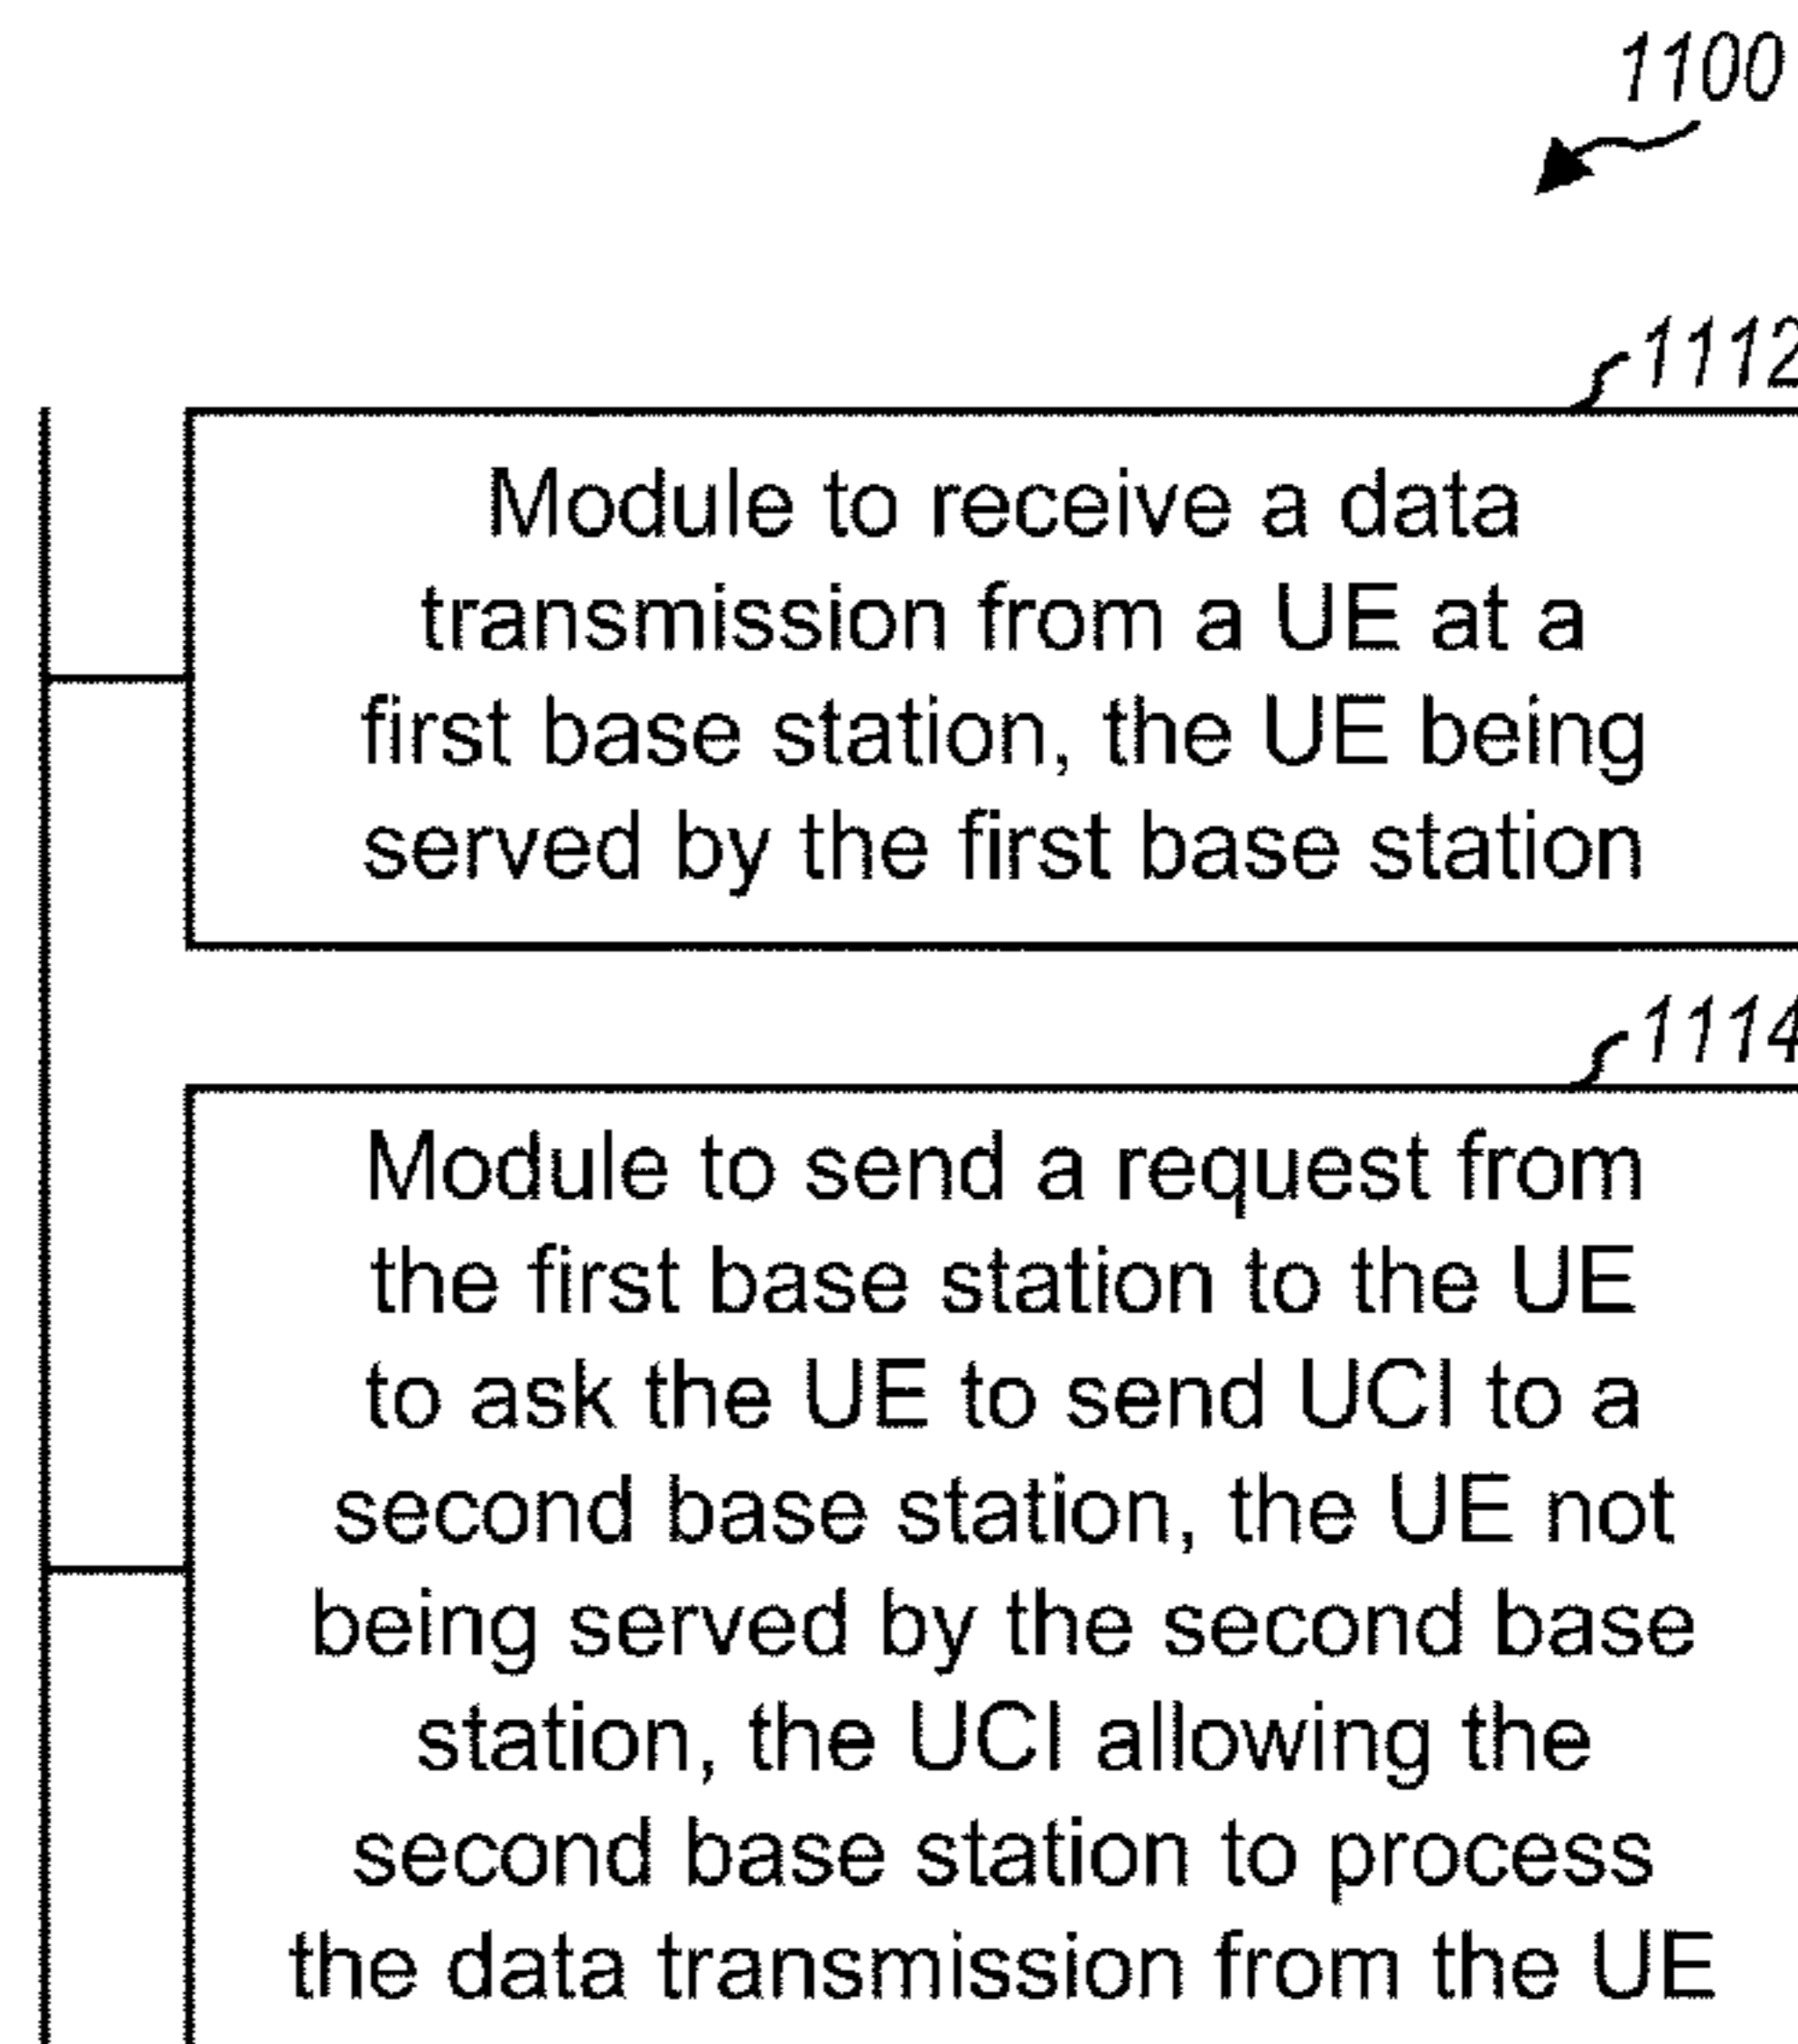 1100
1112
Module to receive a data
transmission from a UE at a
first base station, the UE being
served by the first base station
1114
Module to send a request from
the first base station to the UE
to ask the UE to send UCI to a
second base station, the UE not
being served by the second base
station, the UCI allowing the
second base station to process
the data transmission from the UE